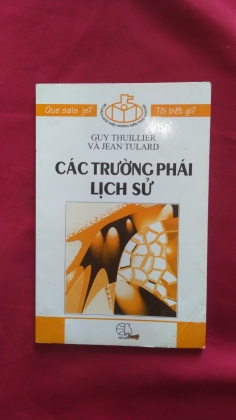 Que sais-je?
Tôi biết gì?
GUY THUILLIER
VÀ JEAN TULARD
CÁC TRƯỜNG PHÁI
LỊCH SỬ